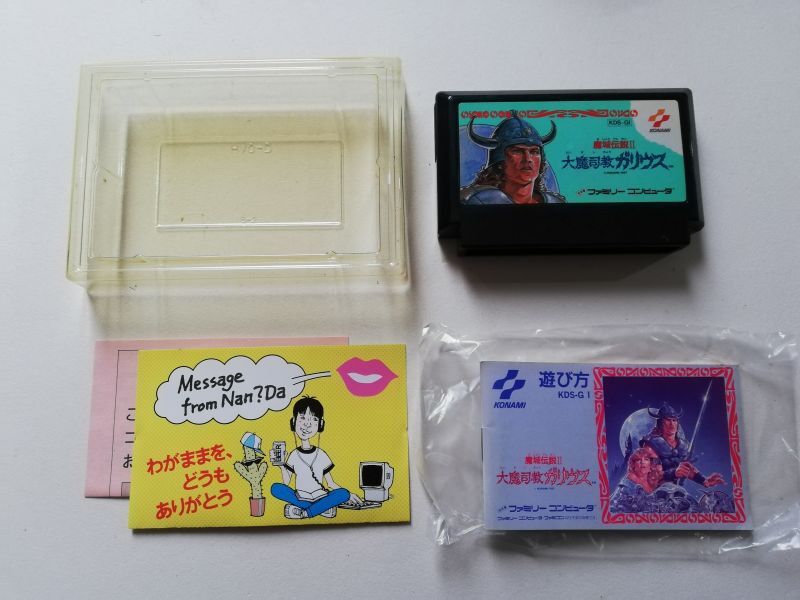 KDS-GI
KONAMI
魔城伝説II
大魔司教ガリウス
ファミリー コンピュータ
Message
from Nan?Da
わがままを、
どうも
ありがとう
こ
コ
お
KONAMI
遊び方
KDS-G I
魔城伝説II
大魔司教ガリウス
ファミリー コンピュータ